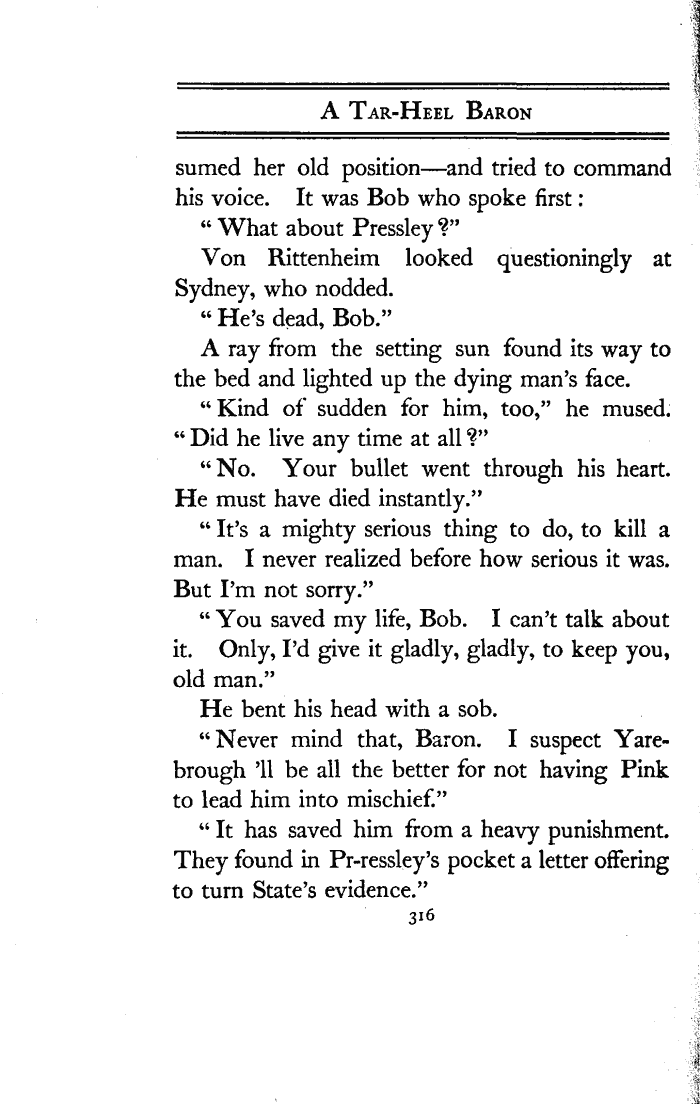 A Tar-Heel Baron
sumed her old position—and tried to command
his voice. It was Bob who spoke first:
“What about Pressley?”
Von Rittenheim looked questioningly at
Sydney, who nodded.
“He’s dead, Bob.”
A ray from the setting sun found its way to
the bed and lighted up the dying man’s face.
“Kind of sudden for him, too,” he mused.
“Did he live any time at all?”
“No. Your bullet went through his heart.
He must have died instantly.”
“It’s a mighty serious thing to do, to kill a
man. I never realized before how serious it was.
But I’m not sorry.”
“You saved my life, Bob. I can’t talk about
it. Only, I’d give it gladly, gladly, to keep you,
old man.”
He bent his head with a sob.
“Never mind that, Baron. I suspect Yare-
brough ’ll be all the better for not having Pink
to lead him into mischief.”
“It has saved him from a heavy punishment.
They found in Pr-ressley’s pocket a letter offering
to turn State’s evidence.”
316